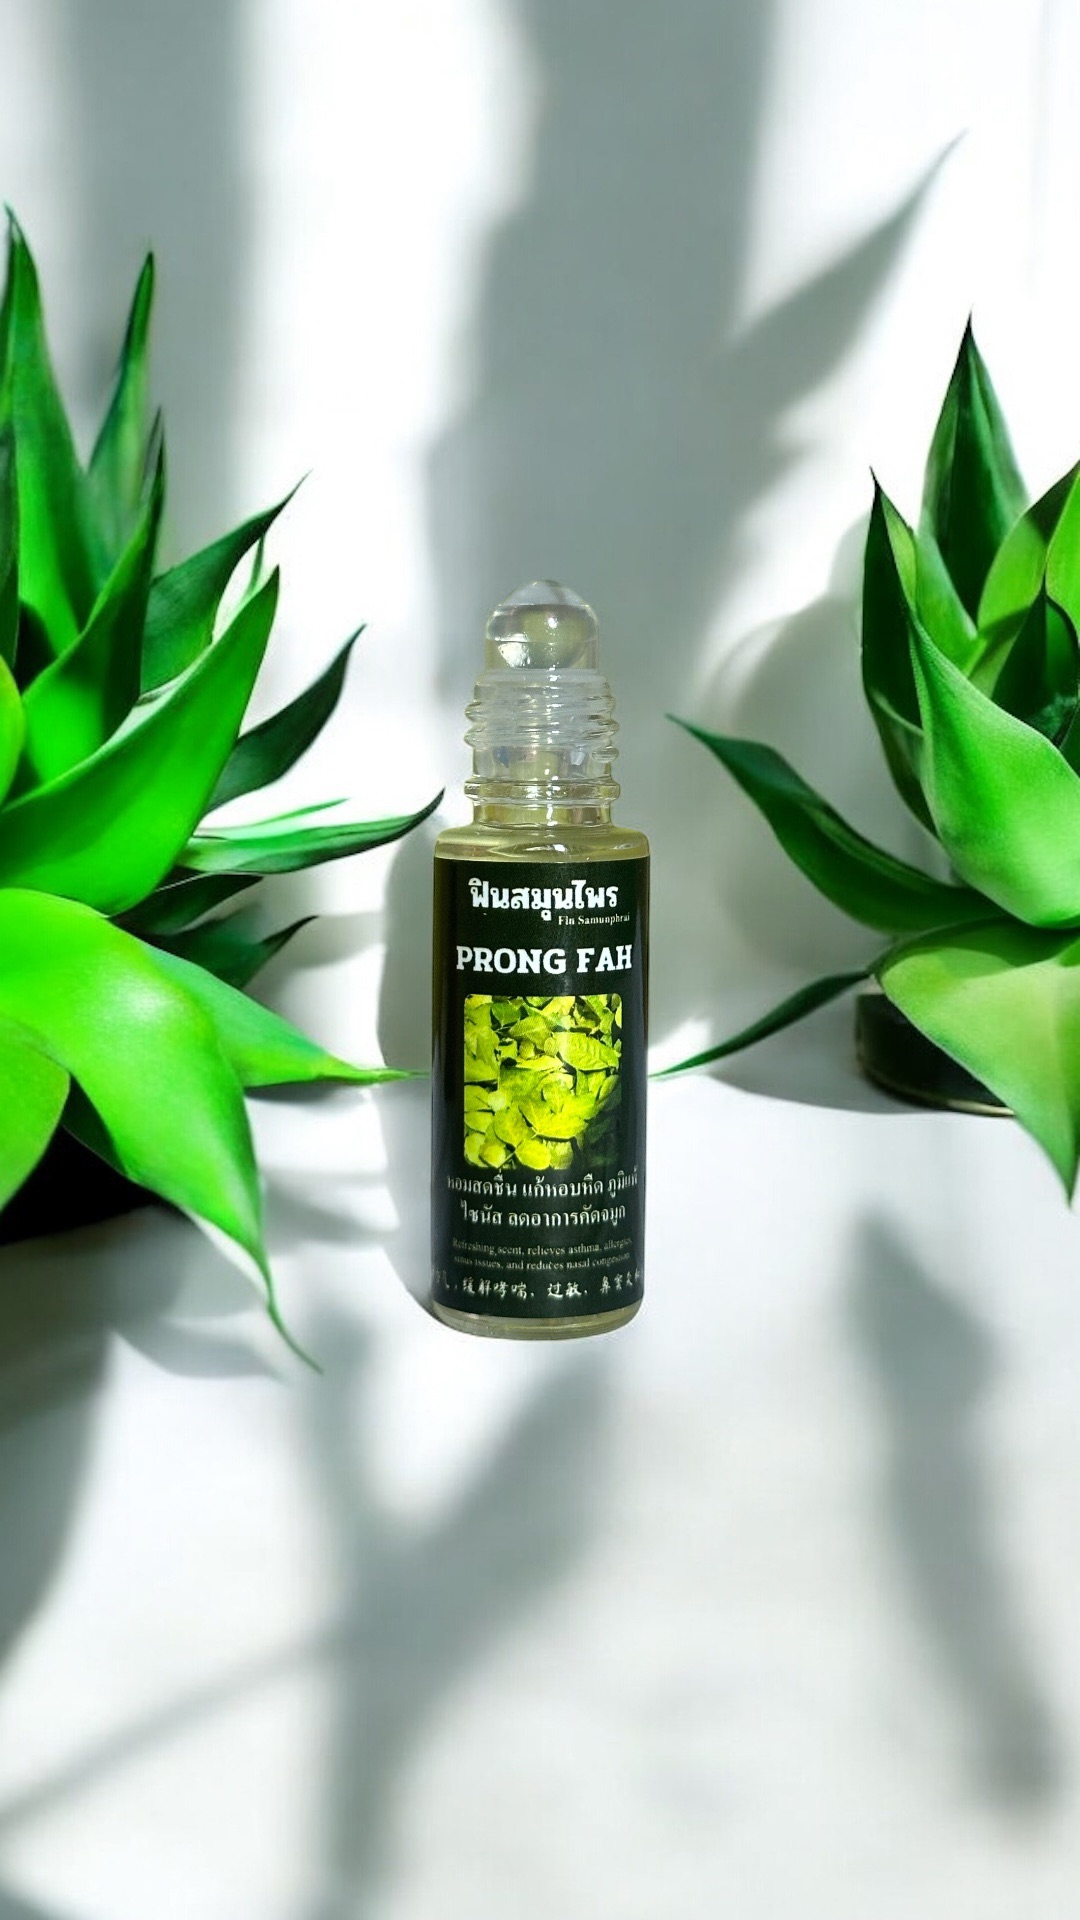 ฟินสมุนไพร
Fin Samunphrai
PRONG FAH
หอมสดชื่น แก้หอบหืด ภูมิแพ้
ไซนัส ลดอาการคัดจมูก
Refreshing scent, relieves asthma, allergies,
sinus issues, and reduces nasal congestion.
缓解哮喘, 过敏, 鼻窦炎